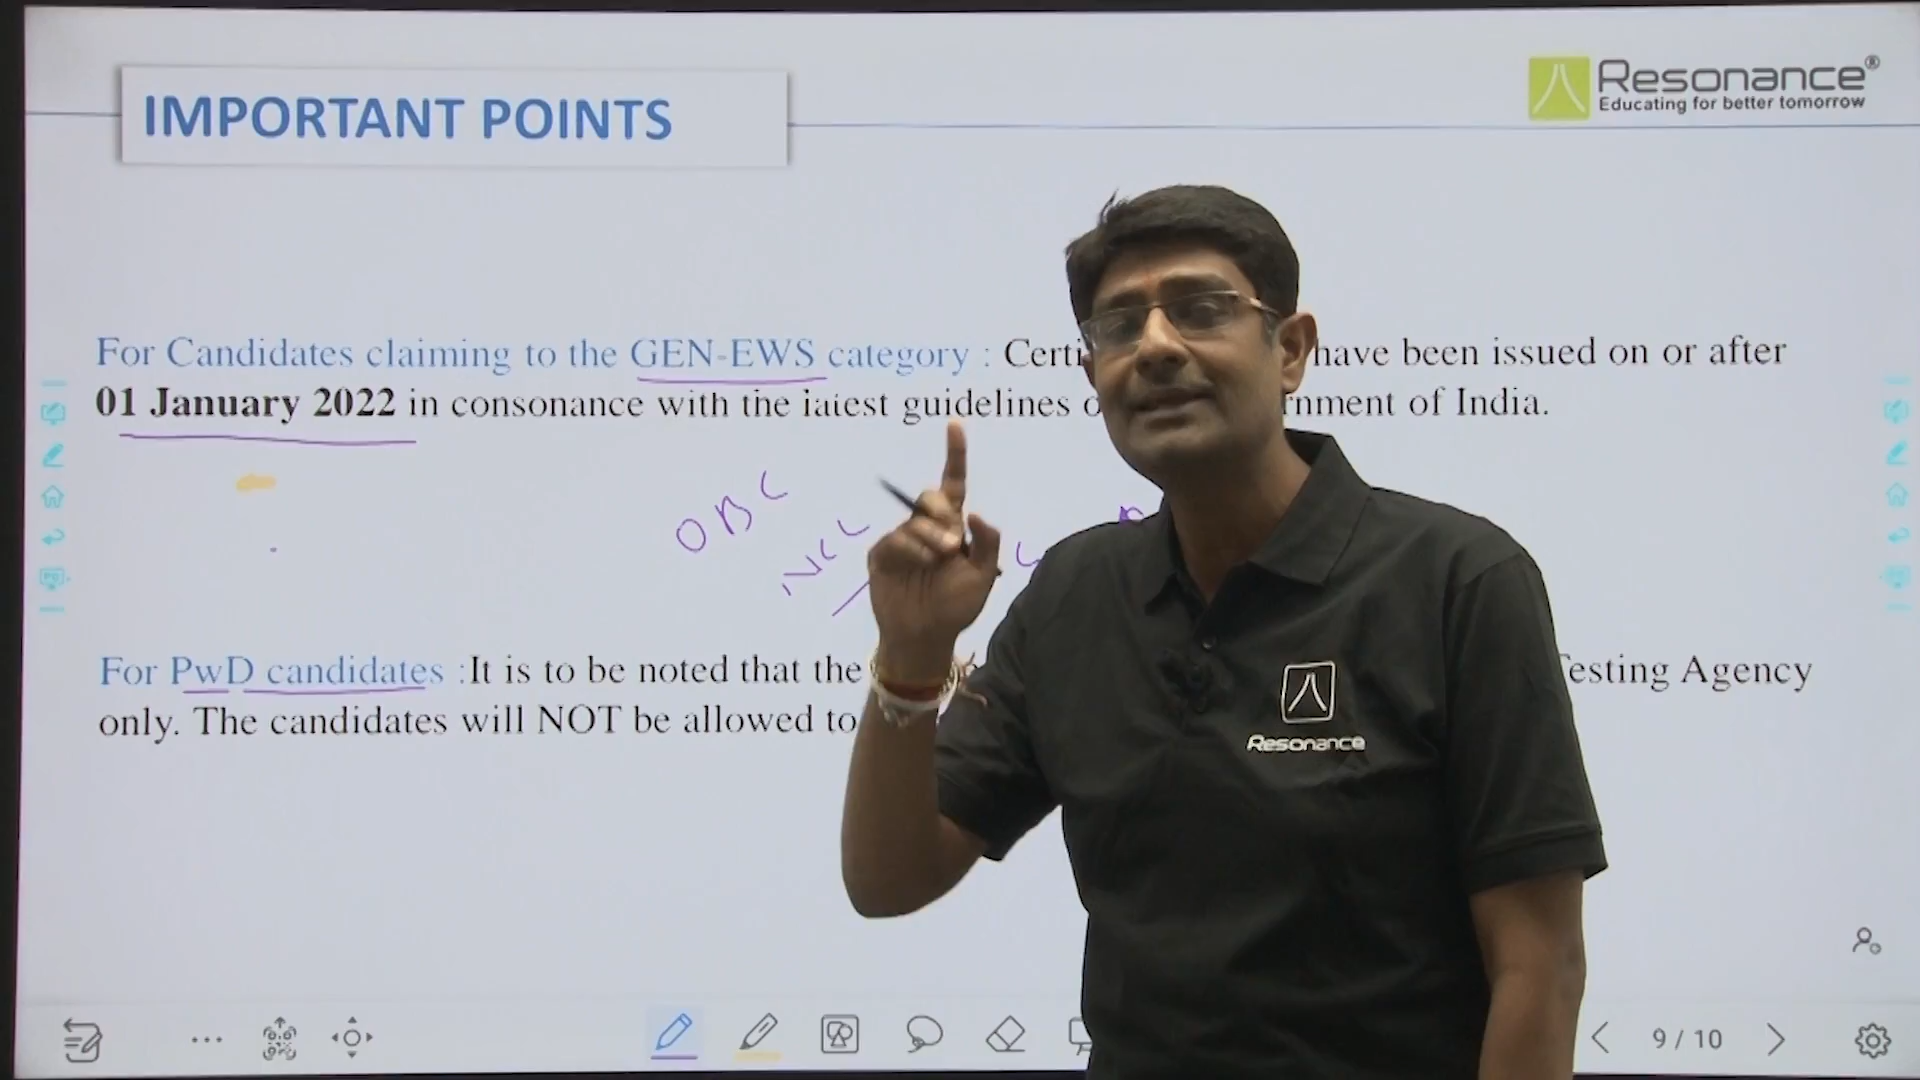 IMPORTANT POINTS
Resonance®
Educating for better tomorrow
For Candidates claiming to the GEN-EWS category : Certi have been issued on or after
01 January 2022 in consonance with the latest guidelines o rnment of India.
OBC
NCL
For PwD candidates :It is to be noted that the esting Agency
only. The candidates will NOT be allowed to
Resonance
9 / 10